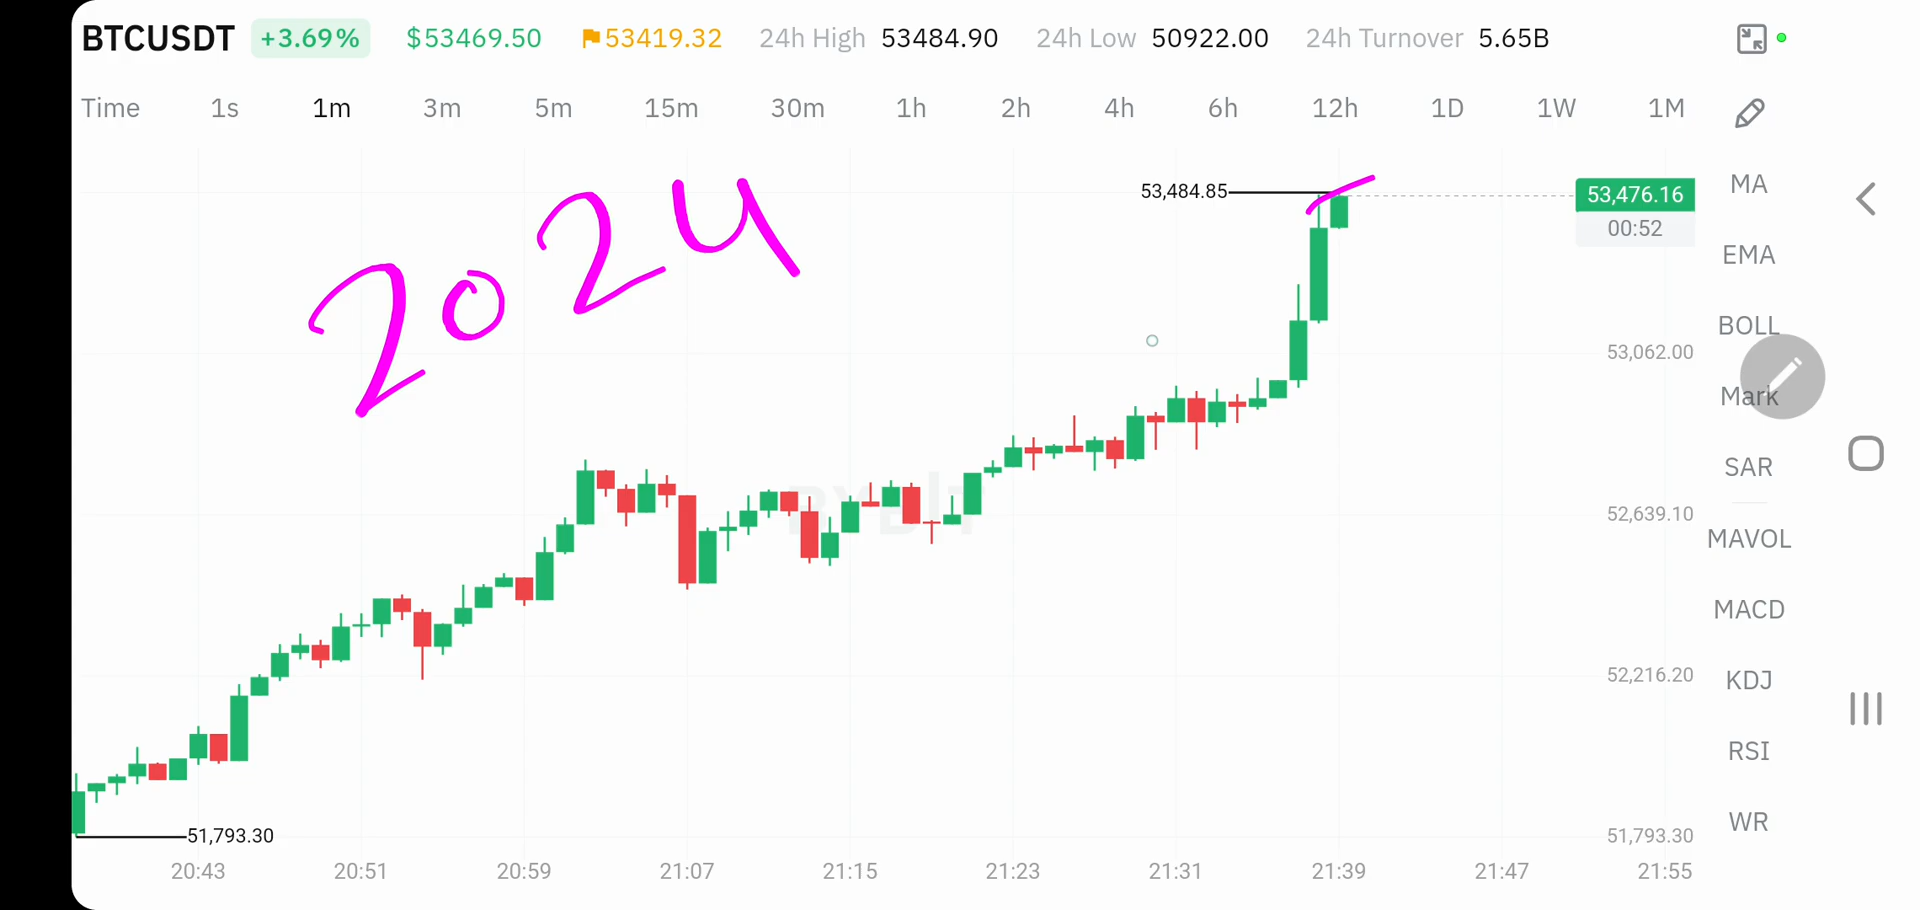 BTCUSDT +3.69% $53469.50 53419.32 24h High 53484.90 24h Low 50922.00 24h Turnover 5.65B
Time 1s 1m 3m 5m 15m 30m 1h 2h 4h 6h 12h 1D 1W 1M
2024
53,484.85
53,476.16
00:52
53,062.00
52,639.10
52,216.20
51,793.30
51,793.30
20:43 20:51 20:59 21:07 21:15 21:23 21:31 21:39 21:47 21:55
MA
EMA
BOLL
Mark
SAR
MAVOL
MACD
KDJ
RSI
WR
BYBIT